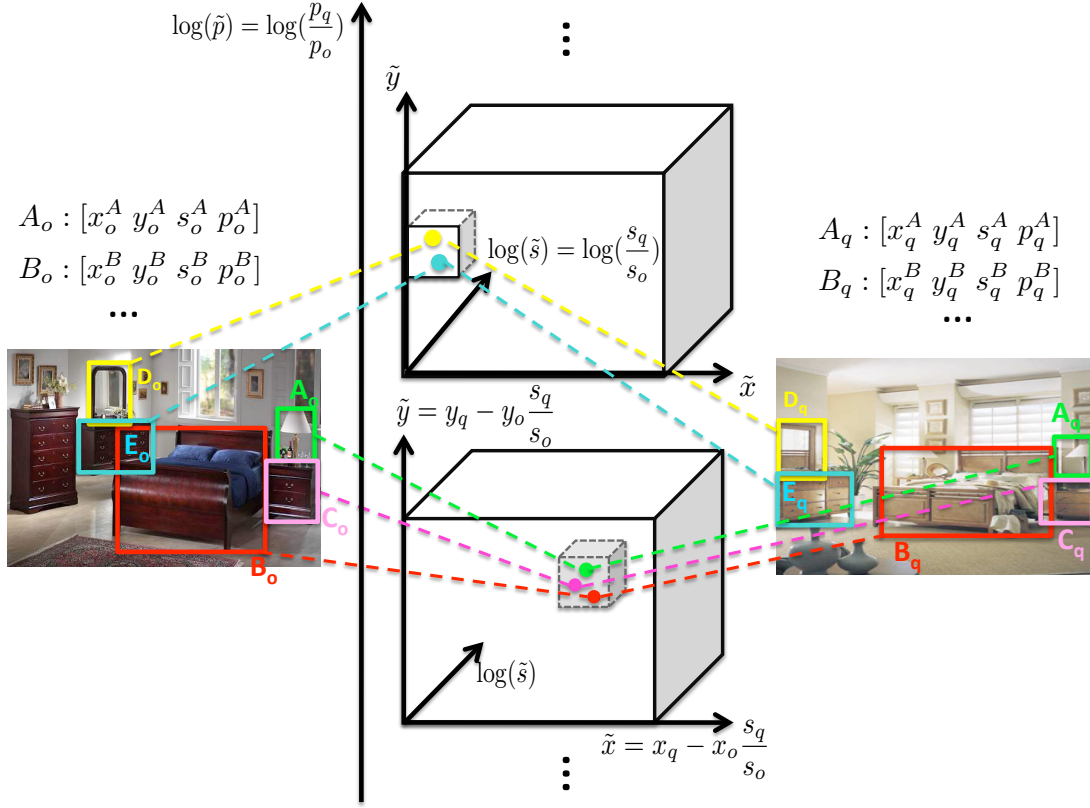 log(p̃) = log(p_q/p_o)
⋮
ỹ
A_o : [x_o^A y_o^A s_o^A p_o^A]
B_o : [x_o^B y_o^B s_o^B p_o^B]
...
log(s̃) = log(s_q/s_o)
A_q : [x_q^A y_q^A s_q^A p_q^A]
B_q : [x_q^B y_q^B s_q^B p_q^B]
...
x̃
ỹ = y_q − y_o s_q/s_o
D_o
A_o
E_o
C_o
B_o
D_q
A_q
E_q
C_q
B_q
log(s̃)
x̃ = x_q − x_o s_q/s_o
⋮